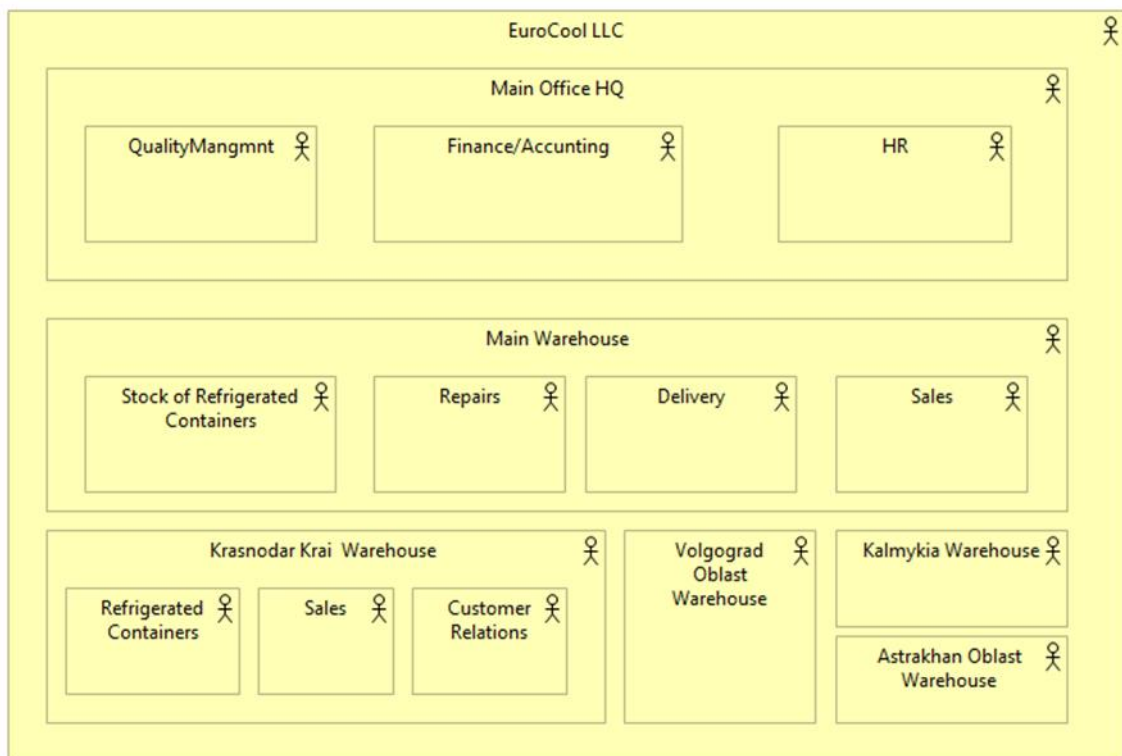 EuroCool LLC
Main Office HQ
QualityMangmnt
Finance/Accunting
HR
Main Warehouse
Stock of Refrigerated
Containers
Repairs
Delivery
Sales
Krasnodar Krai Warehouse
Refrigerated
Containers
Sales
Customer
Relations
Volgograd
Oblast
Warehouse
Kalmykia Warehouse
Astrakhan Oblast
Warehouse